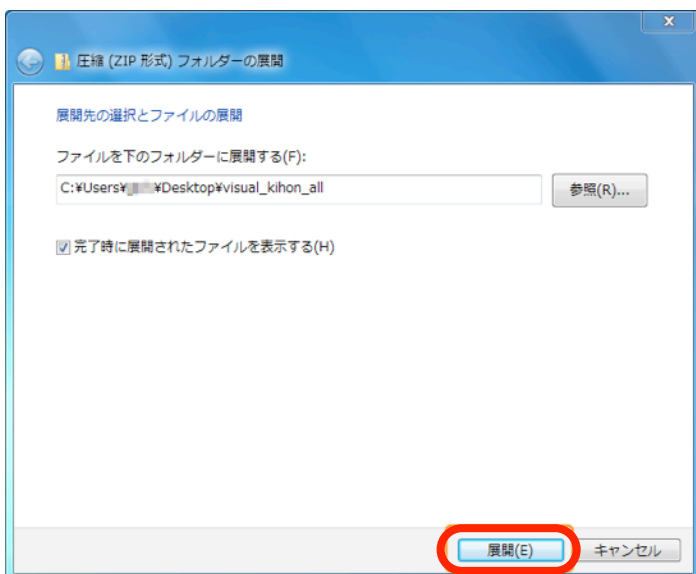 圧縮 (ZIP 形式) フォルダーの展開
展開先の選択とファイルの展開
ファイルを下のフォルダーに展開する(F):
C:¥Users¥ ¥Desktop¥visual_kihon_all
参照(R)...
完了時に展開されたファイルを表示する(H)
展開(E)
キャンセル